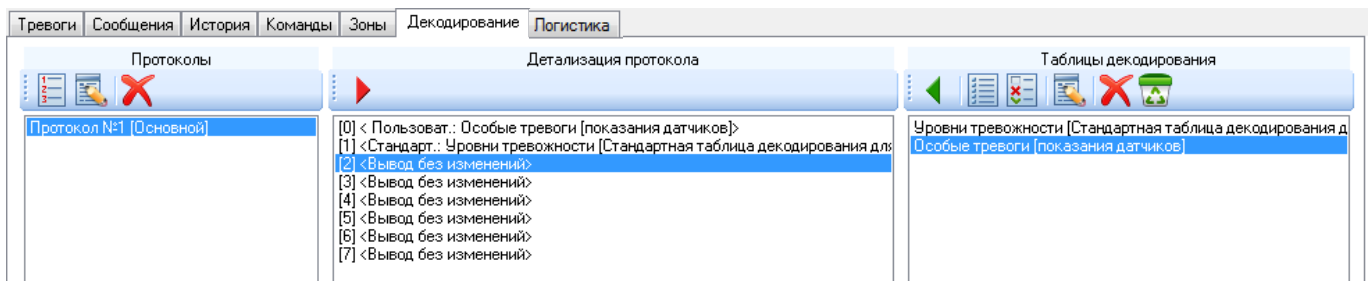 Тревоги Сообщения История Команды Зоны Декодирование Логистика
Протоколы
Протокол №1 [Основной]
Детализация протокола
[0] < Пользоват.: Особые тревоги [показания датчиков]>
[1] <Стандарт.: Уровни тревожности [Стандартная таблица декодирования для
[2] <Вывод без изменений>
[3] <Вывод без изменений>
[4] <Вывод без изменений>
[5] <Вывод без изменений>
[6] <Вывод без изменений>
[7] <Вывод без изменений>
Таблицы декодирования
Уровни тревожности [Стандартная таблица декодирования д
Особые тревоги [показания датчиков]